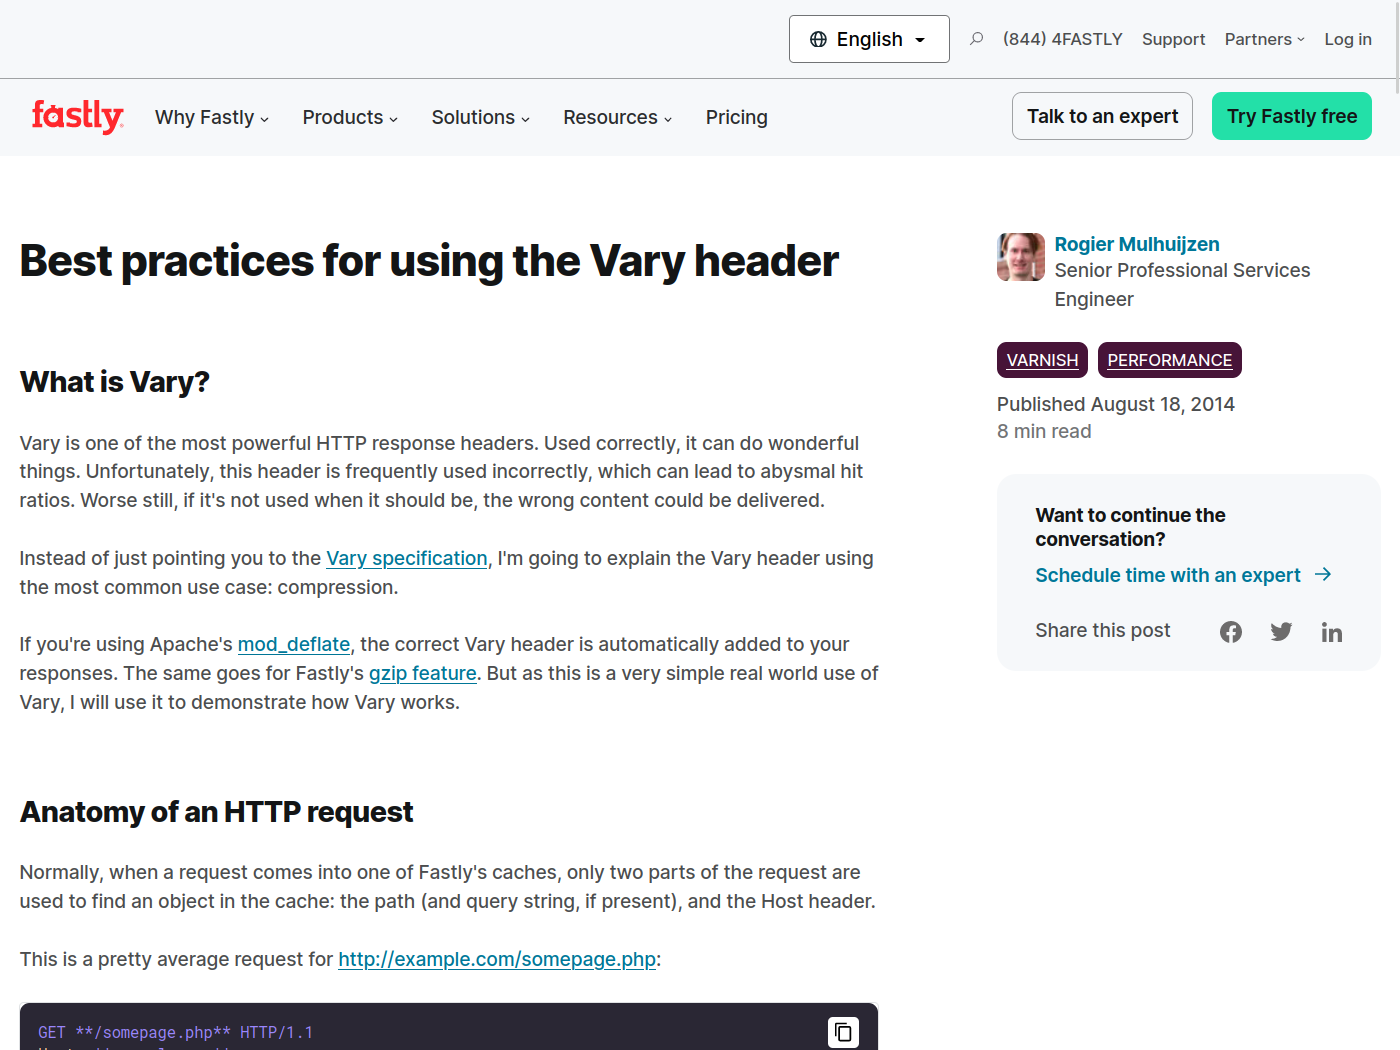 English
(844) 4FASTLY
Support
Partners
Log in
fastly
Why Fastly
Products
Solutions
Resources
Pricing
Talk to an expert
Try Fastly free
Best practices for using the Vary header
What is Vary?
Vary is one of the most powerful HTTP response headers. Used correctly, it can do wonderful
things. Unfortunately, this header is frequently used incorrectly, which can lead to abysmal hit
ratios. Worse still, if it's not used when it should be, the wrong content could be delivered.
Instead of just pointing you to the Vary specification, I'm going to explain the Vary header using
the most common use case: compression.
If you're using Apache's mod_deflate, the correct Vary header is automatically added to your
responses. The same goes for Fastly's gzip feature. But as this is a very simple real world use of
Vary, I will use it to demonstrate how Vary works.
Anatomy of an HTTP request
Normally, when a request comes into one of Fastly's caches, only two parts of the request are
used to find an object in the cache: the path (and query string, if present), and the Host header.
This is a pretty average request for http://example.com/somepage.php:
GET **/somepage.php** HTTP/1.1
Rogier Mulhuijzen
Senior Professional Services
Engineer
VARNISH
PERFORMANCE
Published August 18, 2014
8 min read
Want to continue the
conversation?
Schedule time with an expert
Share this post